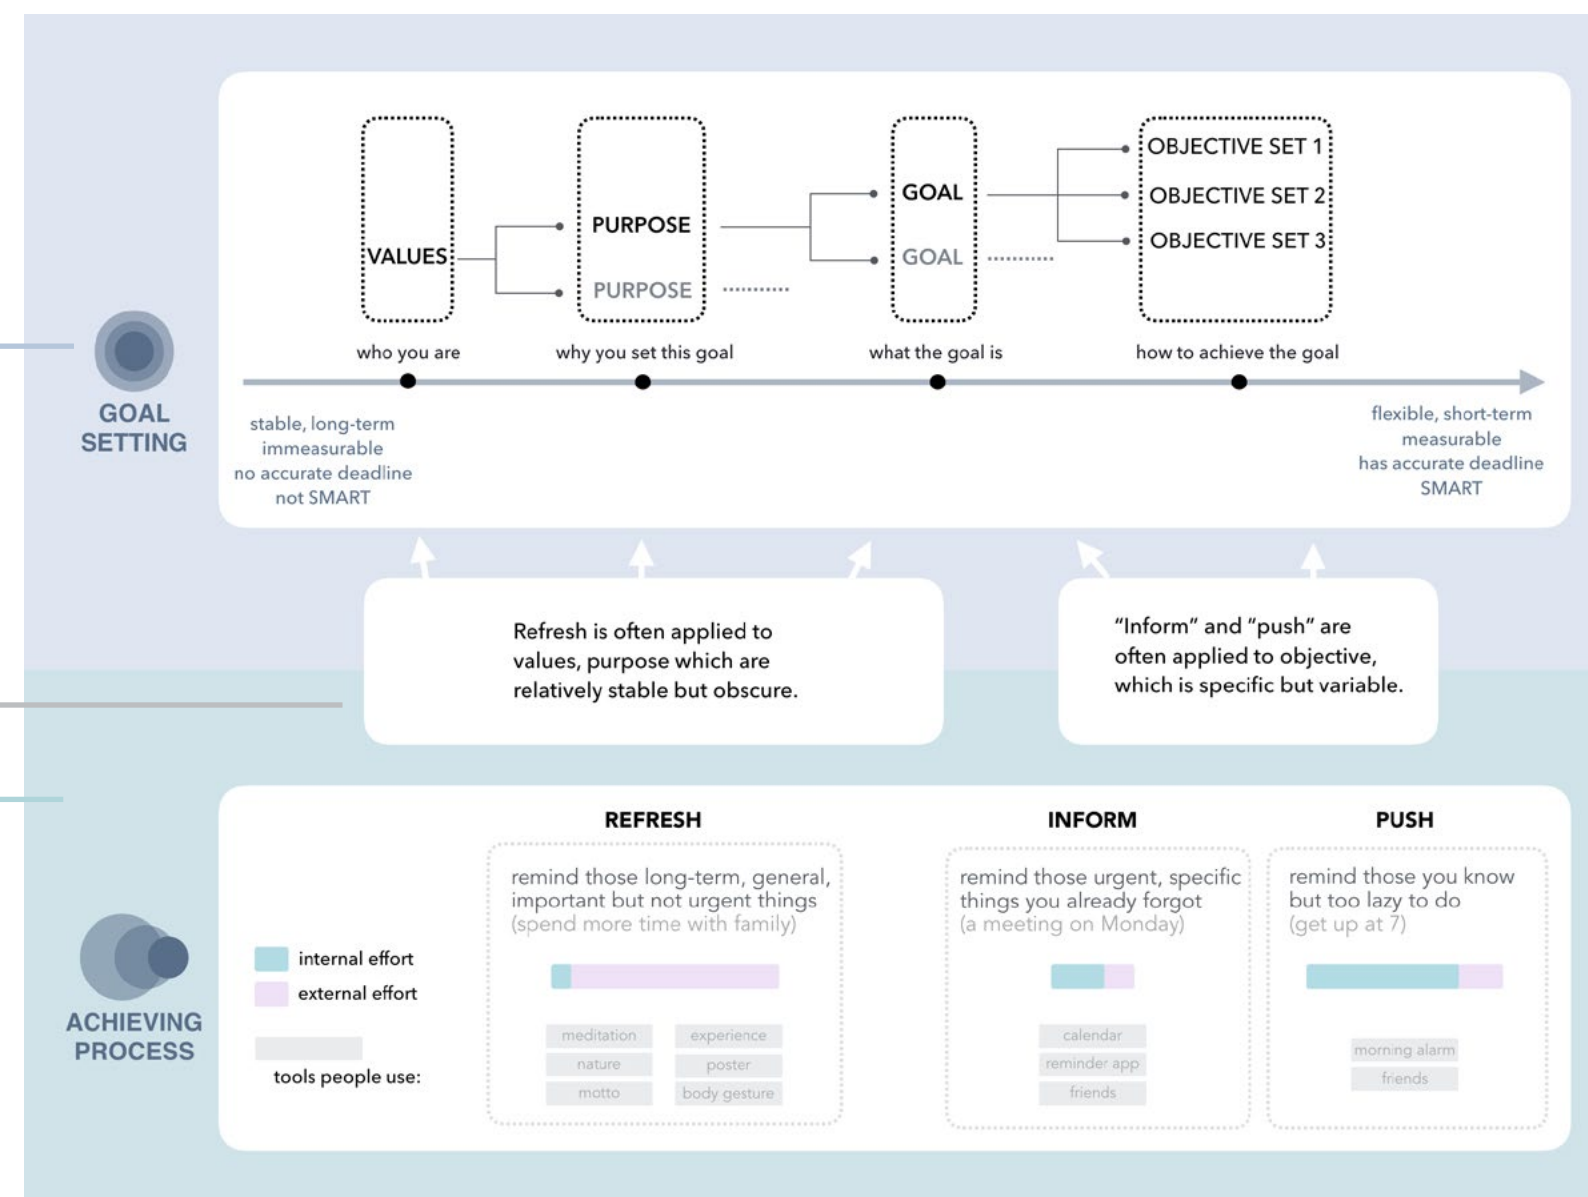 OBJECTIVE SET 1
GOAL
OBJECTIVE SET 2
PURPOSE
OBJECTIVE SET 3
VALUES
GOAL
PURPOSE
who you are
why you set this goal
what the goal is
how to achieve the goal
GOAL
SETTING
stable, long-term
immeasurable
no accurate deadline
not SMART
flexible, short-term
measurable
has accurate deadline
SMART
Refresh is often applied to
values, purpose which are
relatively stable but obscure.
“Inform” and “push” are
often applied to objective,
which is specific but variable.
ACHIEVING
PROCESS
internal effort
external effort
tools people use:
REFRESH
remind those long-term, general,
important but not urgent things
(spend more time with family)
meditation
experience
nature
poster
motto
body gesture
INFORM
remind those urgent, specific
things you already forgot
(a meeting on Monday)
calendar
reminder app
friends
PUSH
remind those you know
but too lazy to do
(get up at 7)
morning alarm
friends